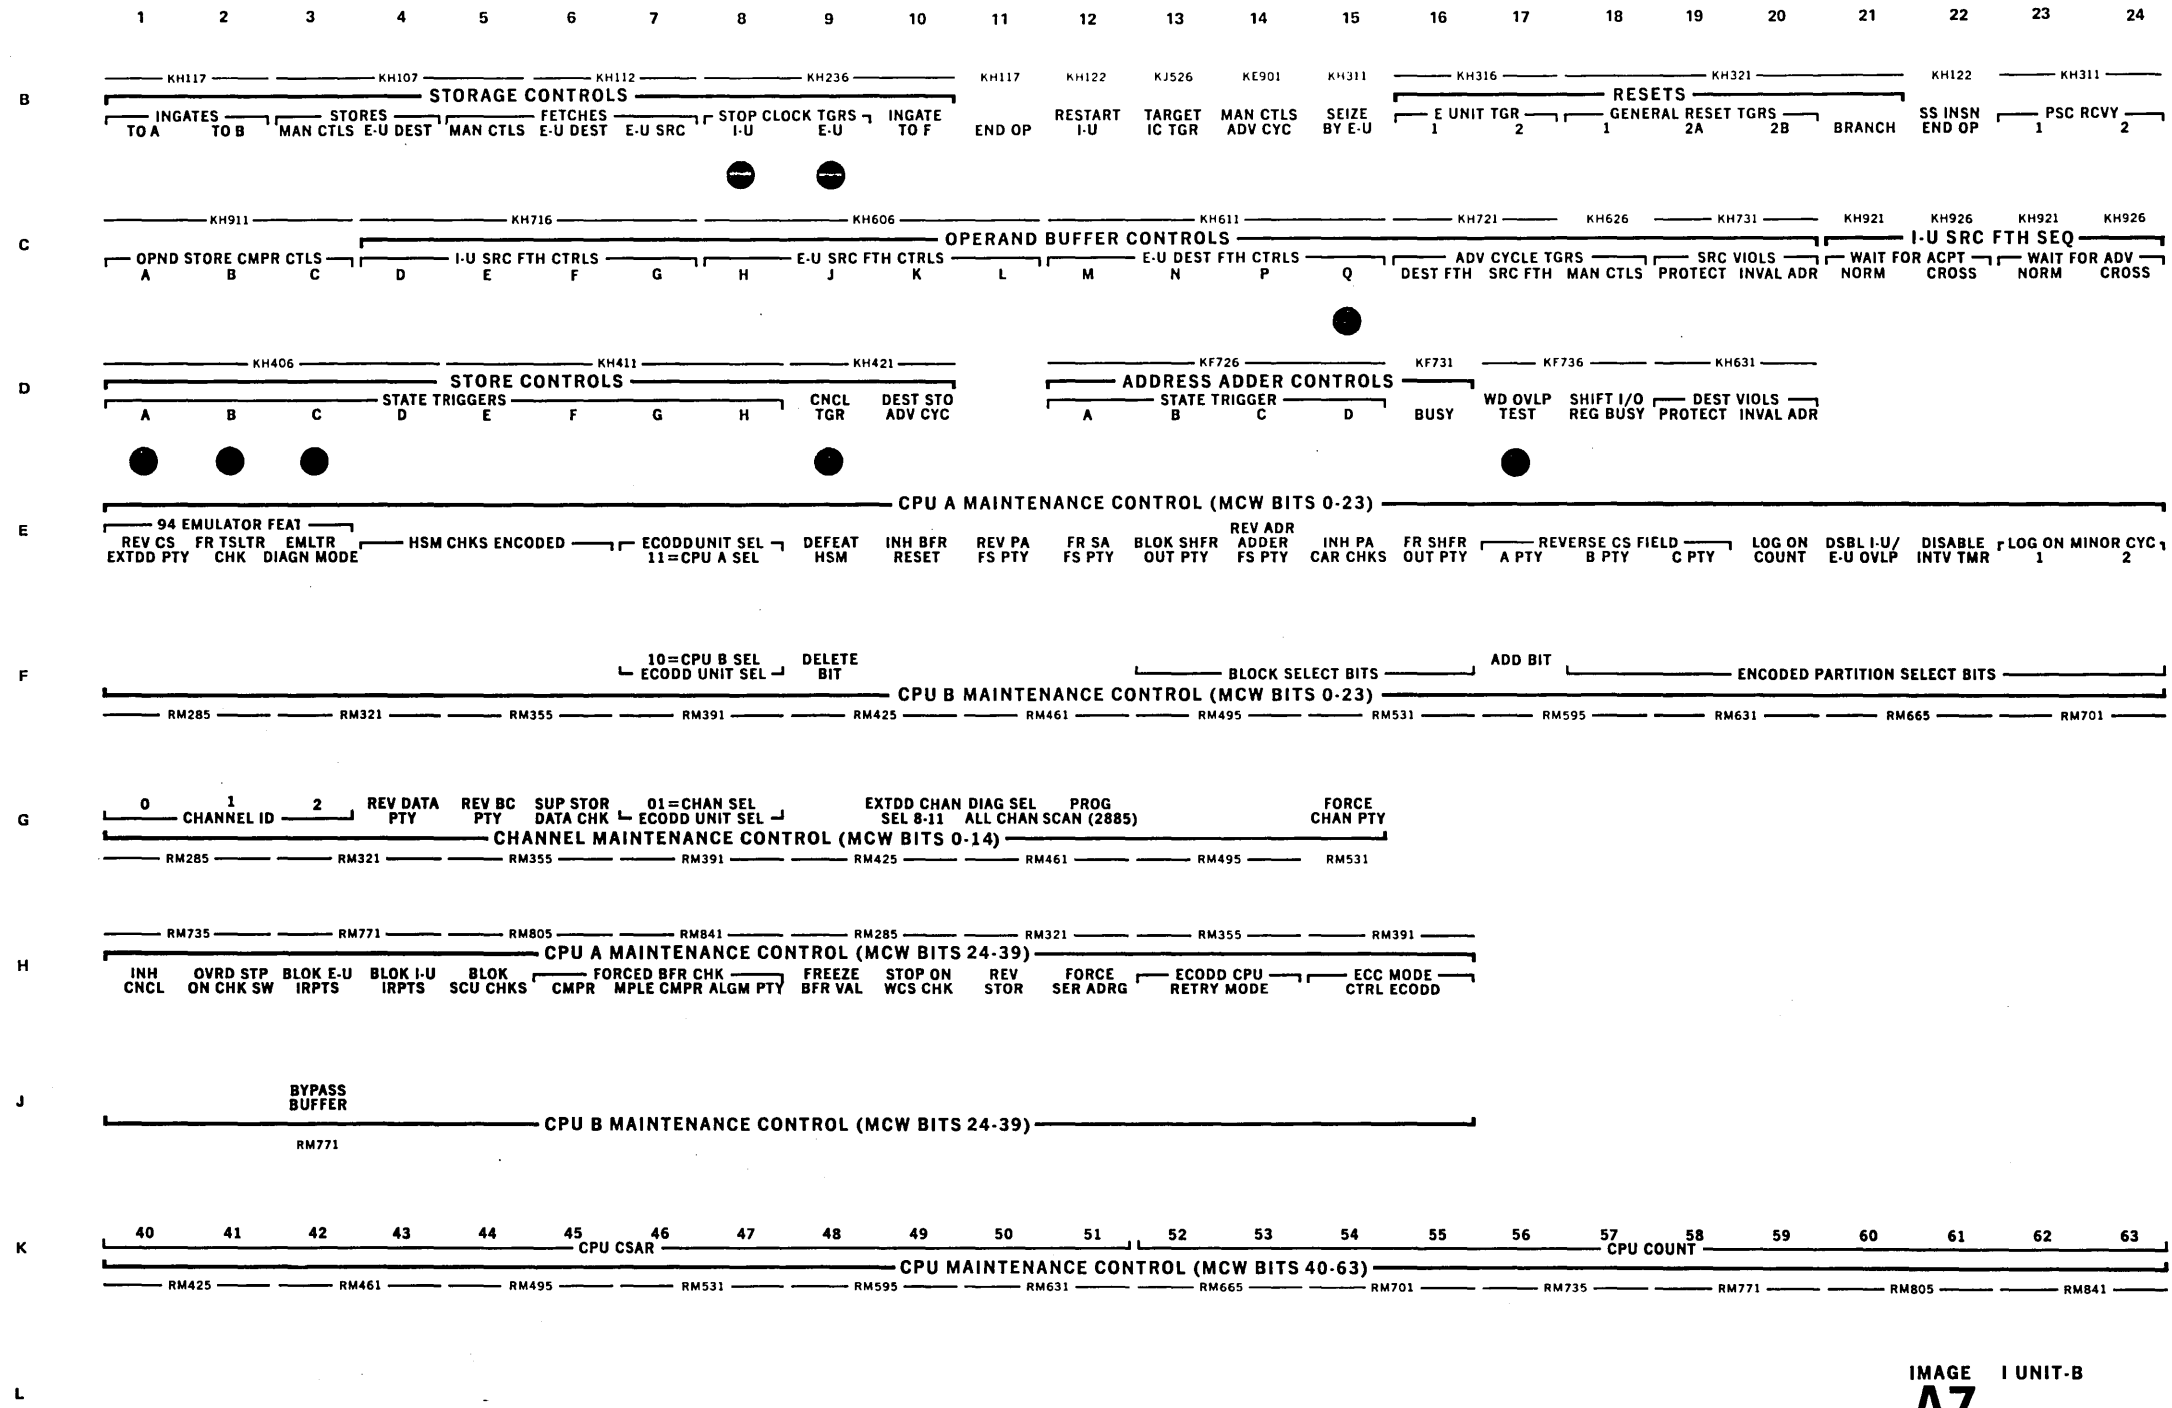 1 2 3 4 5 6 7 8 9 10 11 12 13 14 15 16 17 18 19 20 21 22 23 24
B
KH117 KH107 KH112 KH236 KH117 KH122 KJ526 KE901 KH311 KH316 KH321 KH122 KH311
STORAGE CONTROLS RESETS
INGATES STORES FETCHES STOP CLOCK TGRS INGATE RESTART TARGET MAN CTLS SEIZE E UNIT TGR GENERAL RESET TGRS SS INSN PSC RCVY
TO A TO B MAN CTLS E-U DEST MAN CTLS E-U DEST E-U SRC I-U E-U TO F END OP I-U IC TGR ADV CYC BY E-U 1 2 1 2A 2B BRANCH END OP 1 2
C
KH911 KH716 KH606 KH611 KH721 KH626 KH731 KH921 KH926 KH921 KH926
OPERAND BUFFER CONTROLS I-U SRC FTH SEQ
OPND STORE CMPR CTLS I-U SRC FTH CTRLS E-U SRC FTH CTRLS E-U DEST FTH CTRLS ADV CYCLE TGRS SRC VIOLS WAIT FOR ACPT WAIT FOR ADV
A B C D E F G H J K L M N P Q DEST FTH SRC FTH MAN CTLS PROTECT INVAL ADR NORM CROSS NORM CROSS
D
KH406 KH411 KH421 KF726 KF731 KF736 KH631
STORE CONTROLS ADDRESS ADDER CONTROLS
STATE TRIGGERS CNCL DEST STO STATE TRIGGER WD OVLP SHIFT I/O DEST VIOLS
A B C D E F G H TGR ADV CYC A B C D BUSY TEST REG BUSY PROTECT INVAL ADR
CPU A MAINTENANCE CONTROL (MCW BITS 0-23)
E
94 EMULATOR FEAT REV ADR
REV CS FR TSLTR EMLTR HSM CHKS ENCODED ECODDUNIT SEL DEFEAT INH BFR REV PA FR SA BLOK SHFR ADDER INH PA FR SHFR REVERSE CS FIELD LOG ON DSBL I-U/ DISABLE LOG ON MINOR CYC
EXTDD PTY CHK DIAGN MODE 11=CPU A SEL HSM RESET FS PTY FS PTY OUT PTY FS PTY CAR CHKS OUT PTY A PTY B PTY C PTY COUNT E-U OVLP INTV TMR 1 2
F
10=CPU B SEL DELETE ADD BIT
ECODD UNIT SEL BIT BLOCK SELECT BITS ENCODED PARTITION SELECT BITS
CPU B MAINTENANCE CONTROL (MCW BITS 0-23)
RM285 RM321 RM355 RM391 RM425 RM461 RM495 RM531 RM595 RM631 RM665 RM701
G
0 1 2 REV DATA REV BC SUP STOR 01=CHAN SEL EXTDD CHAN DIAG SEL PROG FORCE
CHANNEL ID PTY PTY DATA CHK ECODD UNIT SEL SEL 8-11 ALL CHAN SCAN (2885) CHAN PTY
CHANNEL MAINTENANCE CONTROL (MCW BITS 0-14)
RM285 RM321 RM355 RM391 RM425 RM461 RM495 RM531
H
RM735 RM771 RM805 RM841 RM285 RM321 RM355 RM391
CPU A MAINTENANCE CONTROL (MCW BITS 24-39)
INH OVRD STP BLOK E-U BLOK I-U BLOK FORCED BFR CHK FREEZE STOP ON REV FORCE ECODD CPU ECC MODE
CNCL ON CHK SW IRPTS IRPTS SCU CHKS CMPR MPLE CMPR ALGM PTY BFR VAL WCS CHK STOR SER ADRG RETRY MODE CTRL ECODD
J
BYPASS
BUFFER
CPU B MAINTENANCE CONTROL (MCW BITS 24-39)
RM771
K
40 41 42 43 44 45 46 47 48 49 50 51 52 53 54 55 56 57 58 59 60 61 62 63
CPU CSAR CPU COUNT
CPU MAINTENANCE CONTROL (MCW BITS 40-63)
RM425 RM461 RM495 RM531 RM595 RM631 RM665 RM701 RM735 RM771 RM805 RM841
L
IMAGE I UNIT-B
A7